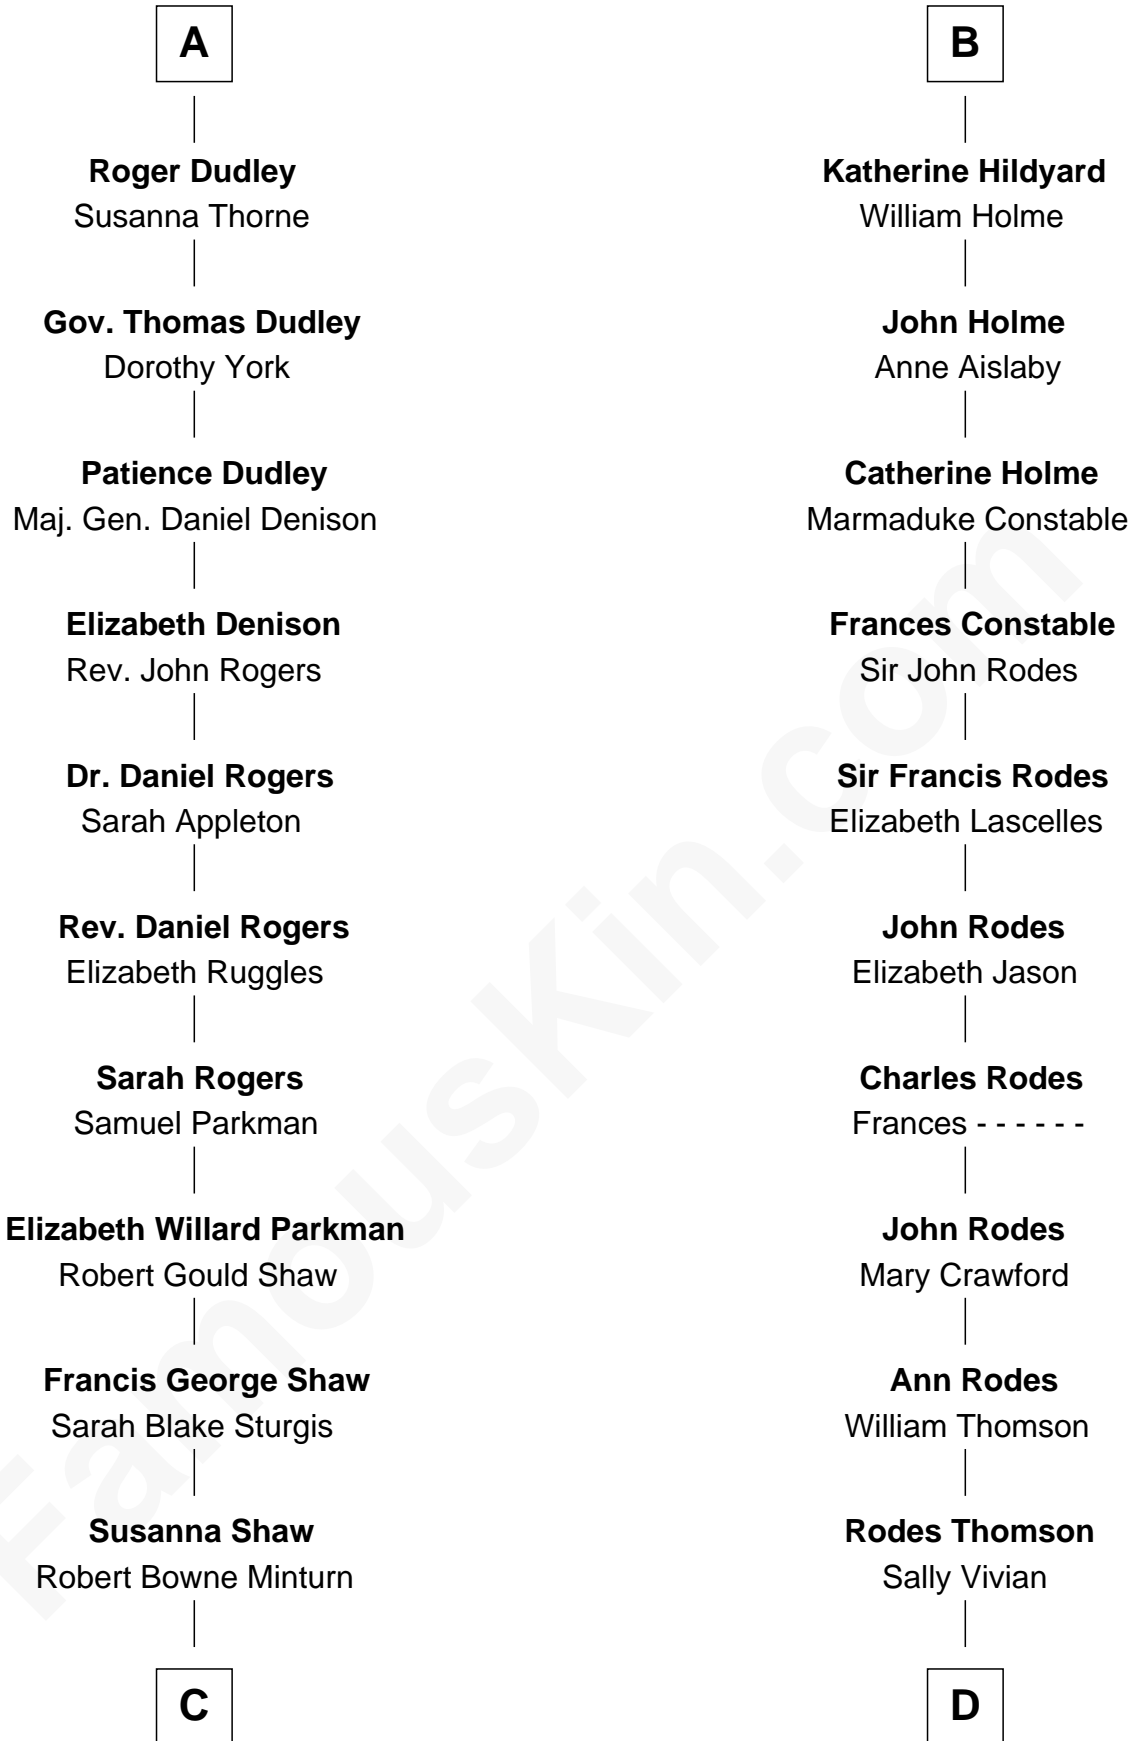 A
Roger Dudley
Susanna Thorne
Gov. Thomas Dudley
Dorothy York
Patience Dudley
Maj. Gen. Daniel Denison
Elizabeth Denison
Rev. John Rogers
Dr. Daniel Rogers
Sarah Appleton
Rev. Daniel Rogers
Elizabeth Ruggles
Sarah Rogers
Samuel Parkman
Elizabeth Willard Parkman
Robert Gould Shaw
Francis George Shaw
Sarah Blake Sturgis
Susanna Shaw
Robert Bowne Minturn
C
B
Katherine Hildyard
William Holme
John Holme
Anne Aislaby
Catherine Holme
Marmaduke Constable
Frances Constable
Sir John Rodes
Sir Francis Rodes
Elizabeth Lascelles
John Rodes
Elizabeth Jason
Charles Rodes
Frances - - - - - -
John Rodes
Mary Crawford
Ann Rodes
William Thomson
Rodes Thomson
Sally Vivian
D
FamousKin.com